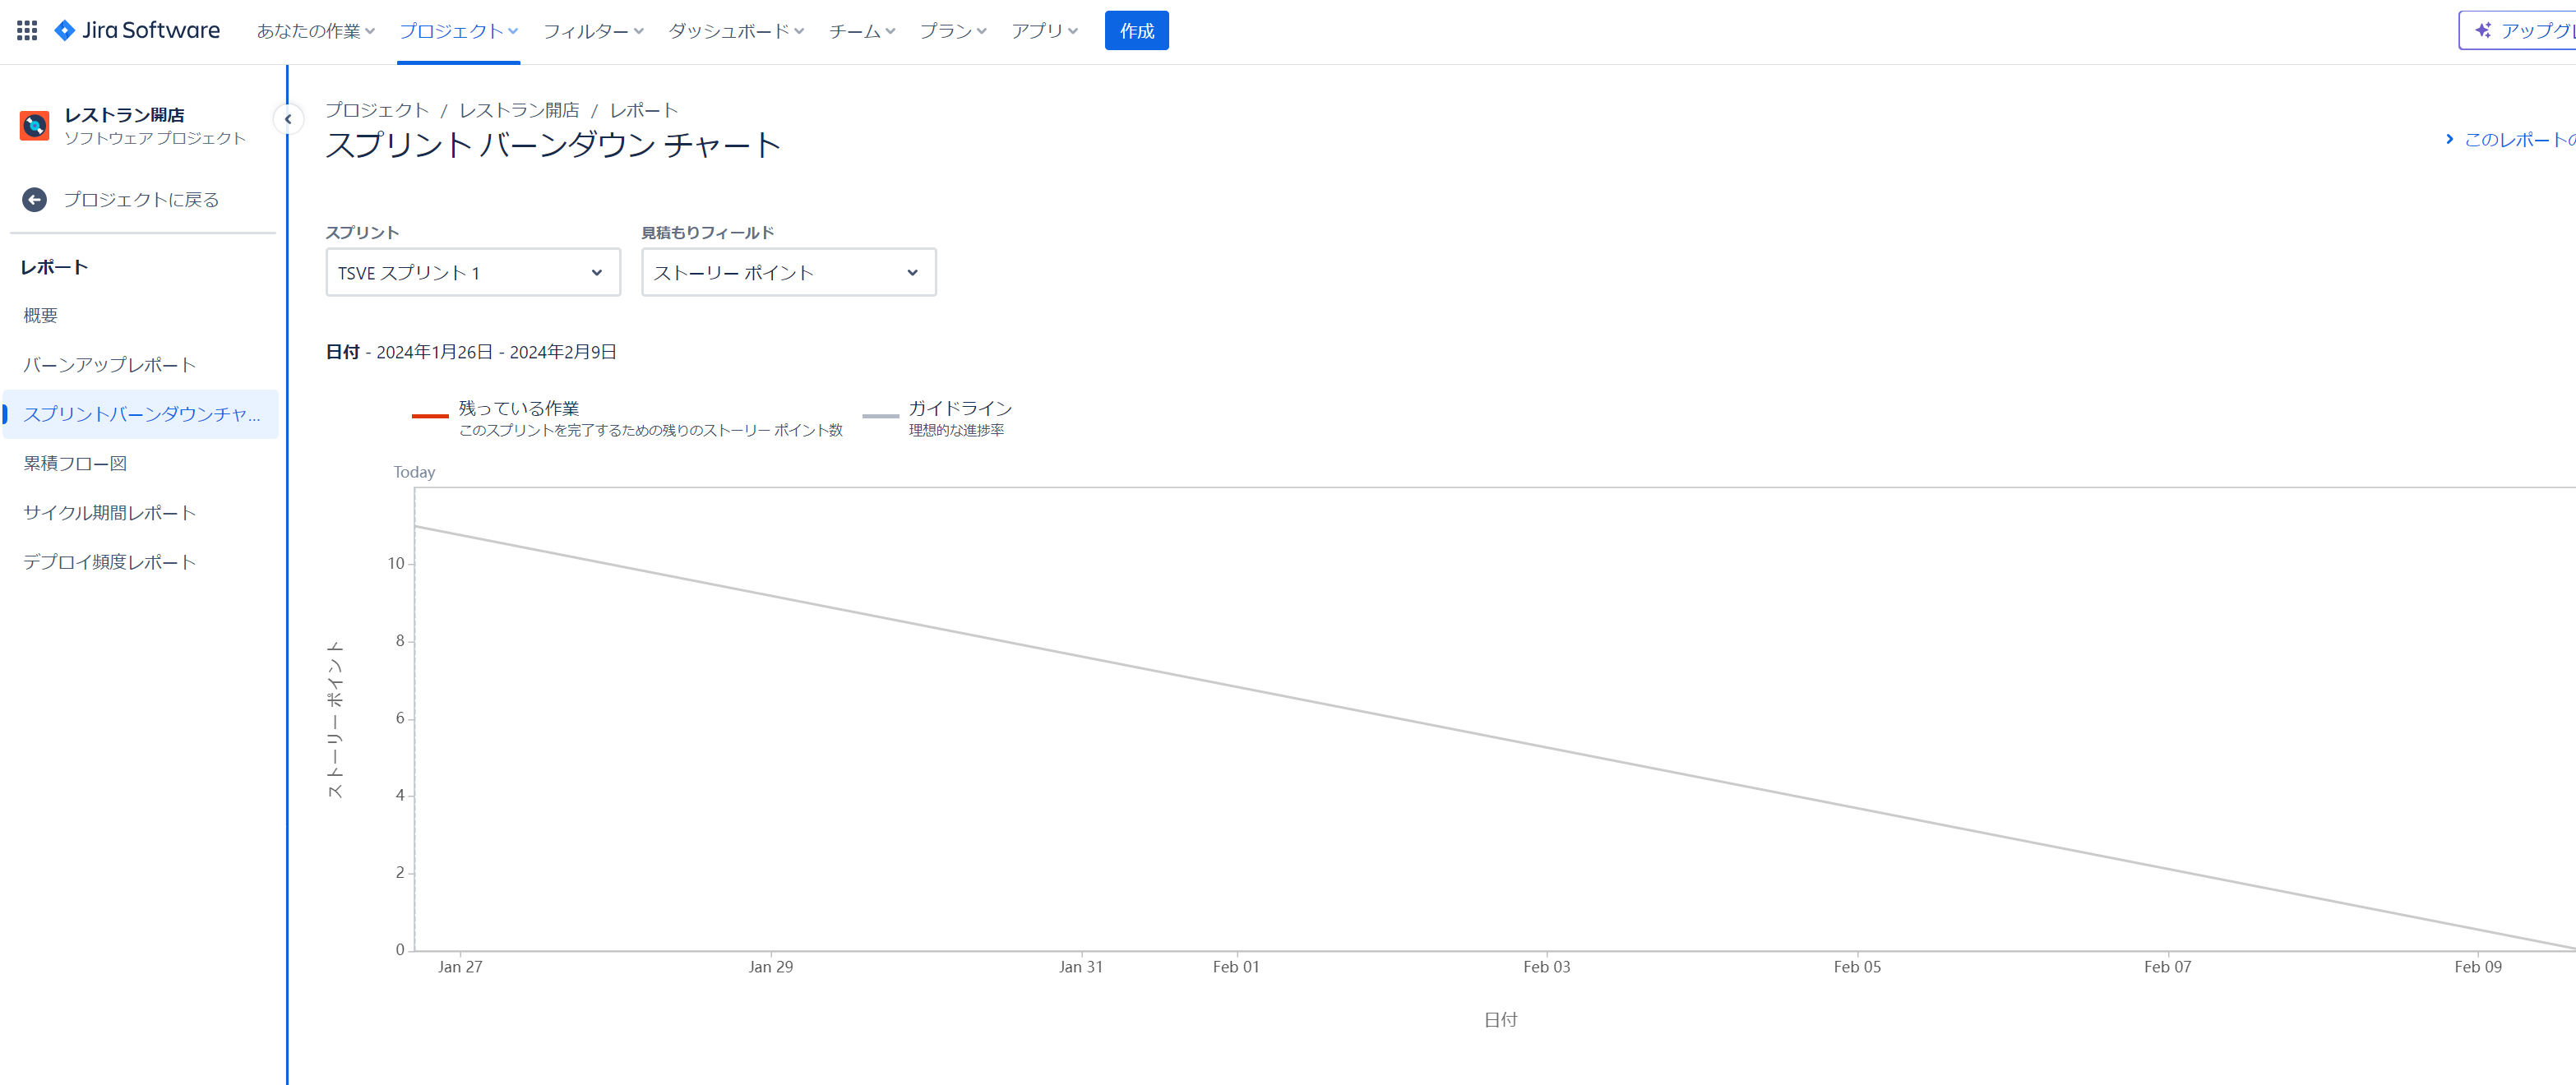 Jira Software あなたの作業 プロジェクト フィルター ダッシュボード チーム プラン アプリ 作成 アップグレ
レストラン開店
ソフトウェア プロジェクト
プロジェクトに戻る
レポート
概要
バーンアップレポート
スプリントバーンダウンチャ...
累積フロー図
サイクル期間レポート
デプロイ頻度レポート
プロジェクト / レストラン開店 / レポート
スプリント バーンダウン チャート
このレポートの
スプリント 見積もりフィールド
TSVE スプリント 1 ストーリー ポイント
日付 - 2024年1月26日 - 2024年2月9日
残っている作業
このスプリントを完了するための残りのストーリー ポイント数
ガイドライン
理想的な進捗率
Today
10
8
6
4
2
0
ストーリー ポイント
Jan 27 Jan 29 Jan 31 Feb 01 Feb 03 Feb 05 Feb 07 Feb 09
日付